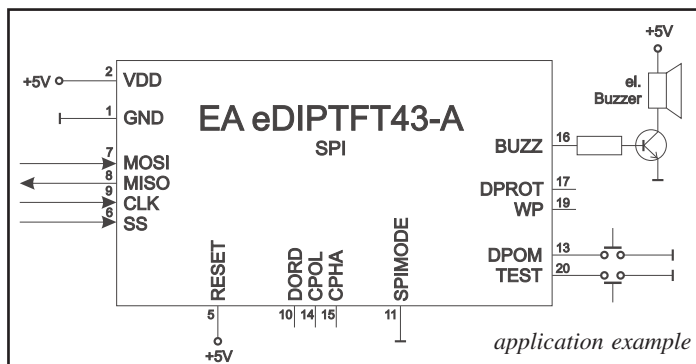 +5V
2
VDD
+5V
1
GND
EA eDIPTFT43-A
SPI
el.
Buzzer
BUZZ
16
7
MOSI
8
MISO
9
CLK
6
SS
DPROT
17
WP
19
DPOM
13
TEST
20
RESET
DORD
CPOL
CPHA
SPIMODE
5
10
14
15
11
+5V
application example